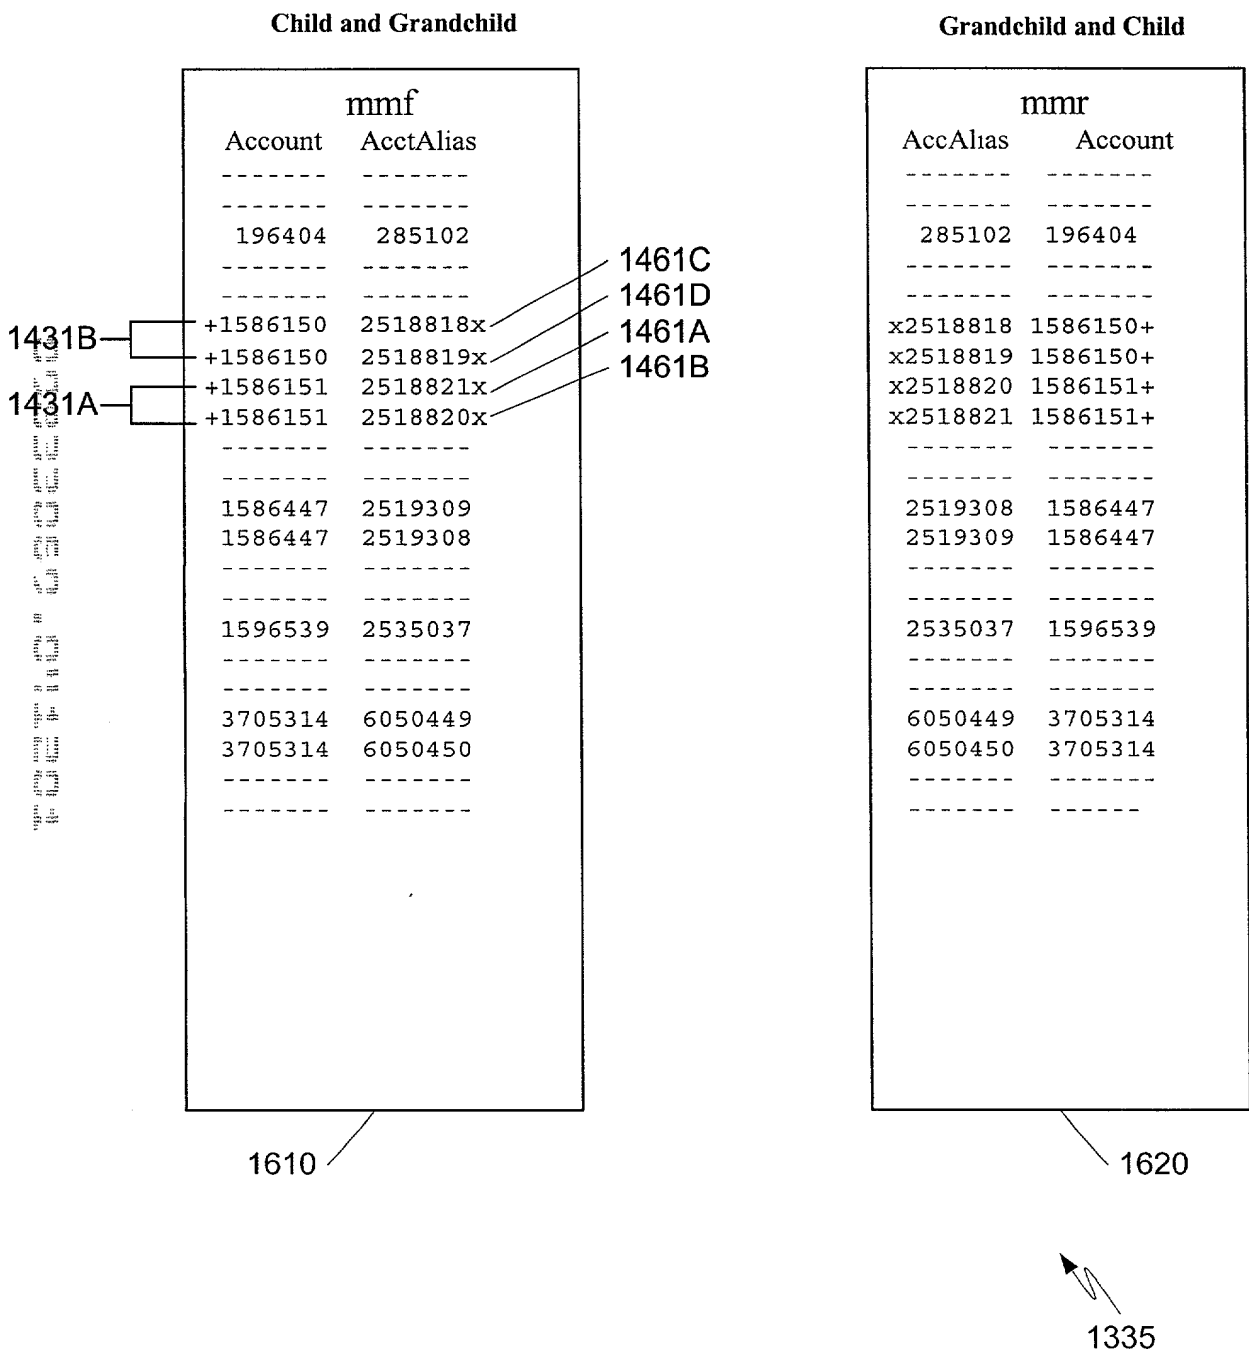 Child and Grandchild
Grandchild and Child
mmf
Account AcctAlias
------- -------
------- -------
196404 285102
------- -------
------- -------
+1586150 2518818x
+1586150 2518819x
+1586151 2518821x
+1586151 2518820x
------- -------
------- -------
1586447 2519309
1586447 2519308
------- -------
------- -------
1596539 2535037
------- -------
------- -------
3705314 6050449
3705314 6050450
------- -------
------- -------
1431B
1431A
1461C
1461D
1461A
1461B
1610
mmr
AccAlias Account
------- -------
------- -------
285102 196404
------- -------
------- -------
x2518818 1586150+
x2518819 1586150+
x2518820 1586151+
x2518821 1586151+
------- -------
------- -------
2519308 1586447
2519309 1586447
------- -------
------- -------
2535037 1596539
------- -------
------- -------
6050449 3705314
6050450 3705314
------- -------
------- ------
1620
1335